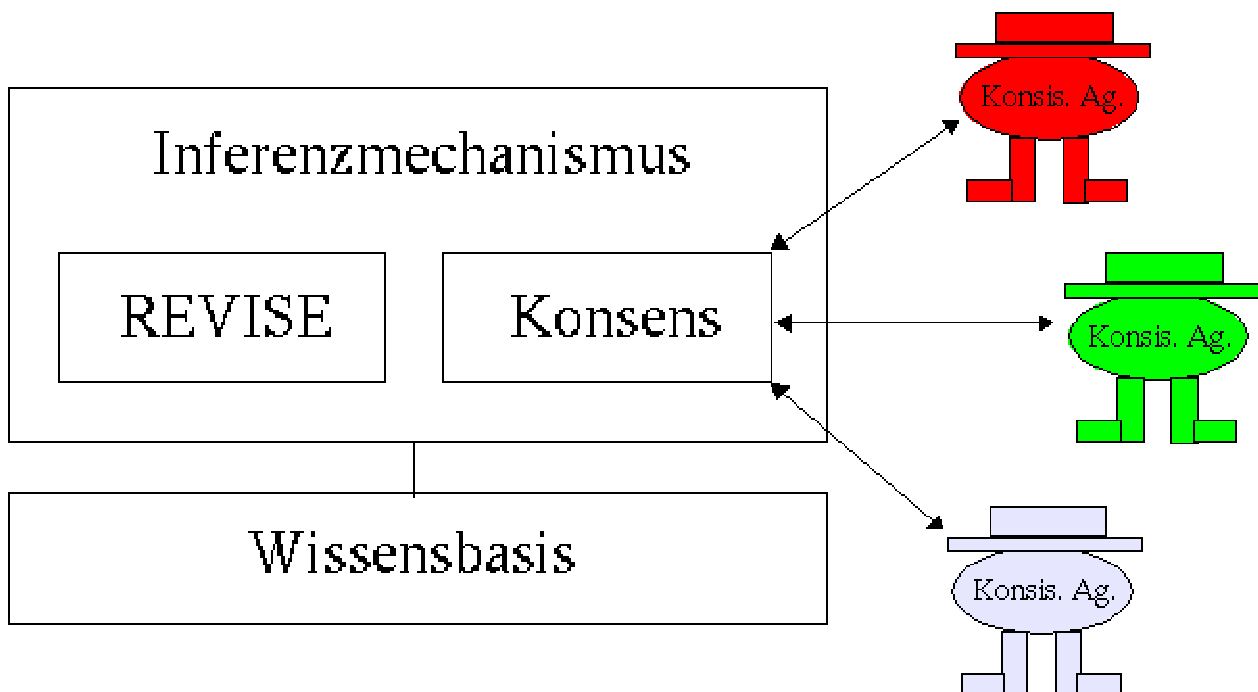 Konsis. Ag.
Inferenzmechanismus
REVISE
Konsens
Konsis. Ag.
Wissensbasis
Konsis. Ag.